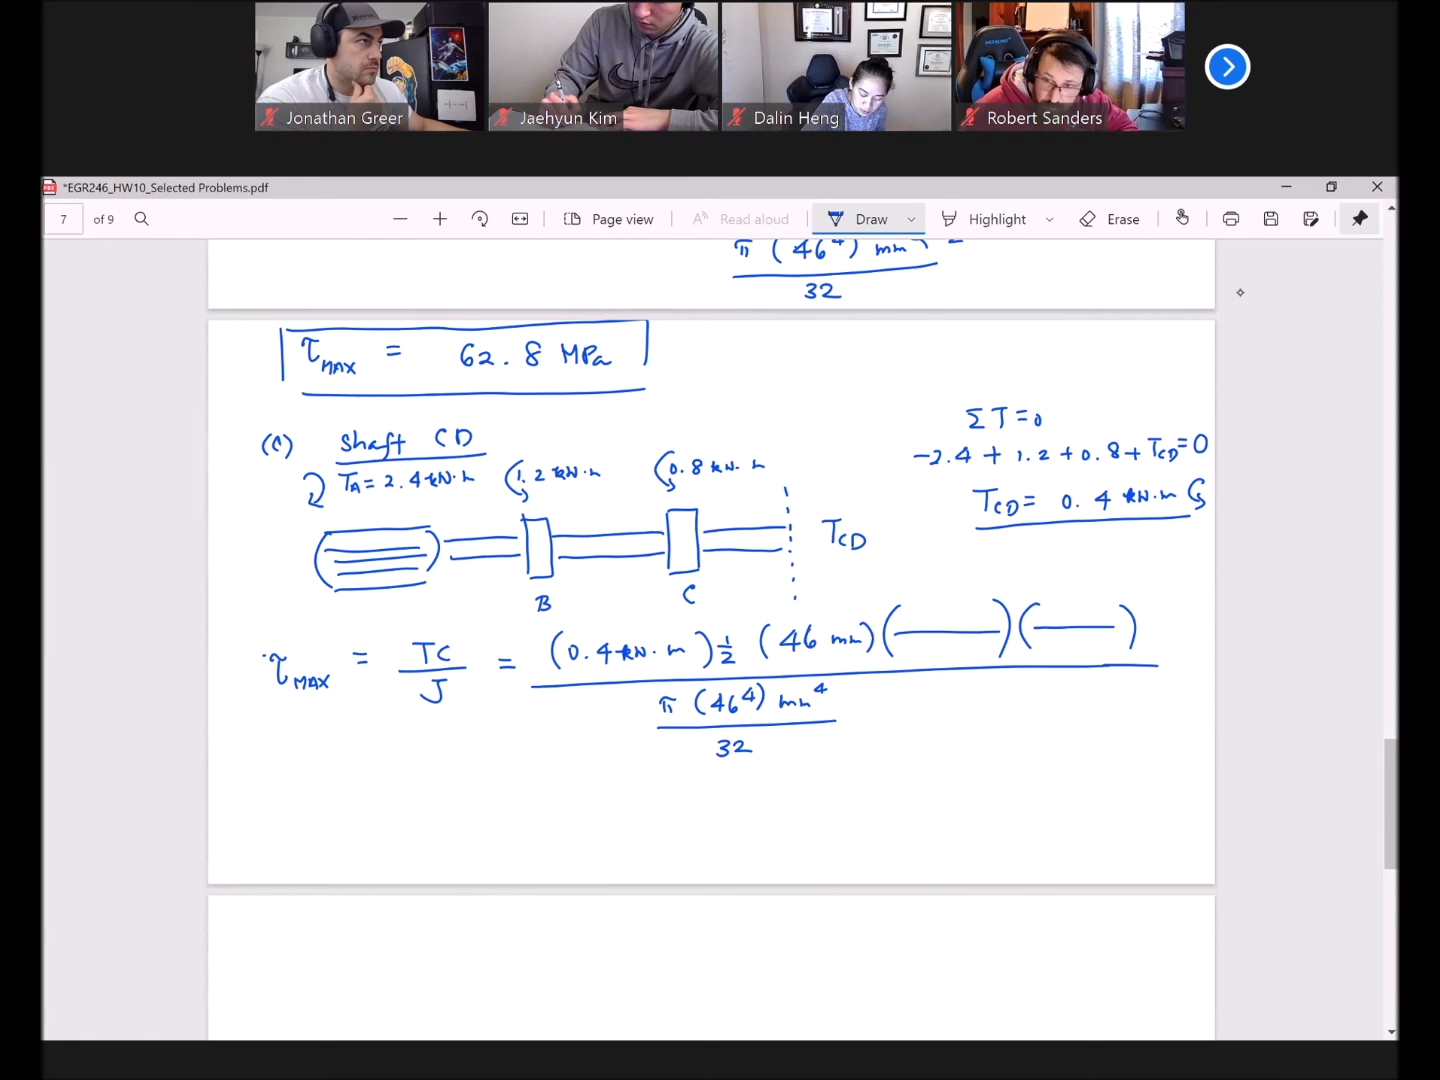 Jonathan Greer
Jaehyun Kim
Dalin Heng
Robert Sanders
*EGR246_HW10_Selected Problems.pdf
7 of 9
Page view
Read aloud
Draw
Highlight
Erase
π (46⁴) mm
32
τMAX = 62.8 MPa
(C) Shaft CD
TA = 2.4 kN·m
1.2 kN·m
0.8 kN·m
ΣT = 0
-2.4 + 1.2 + 0.8 + TCD = 0
TCD = 0.4 kN·m
TCD
B
C
τMAX = TC / J = (0.4 kN·m) ½ (46 mm) ( — ) ( — )
π (46⁴) mm⁴
32